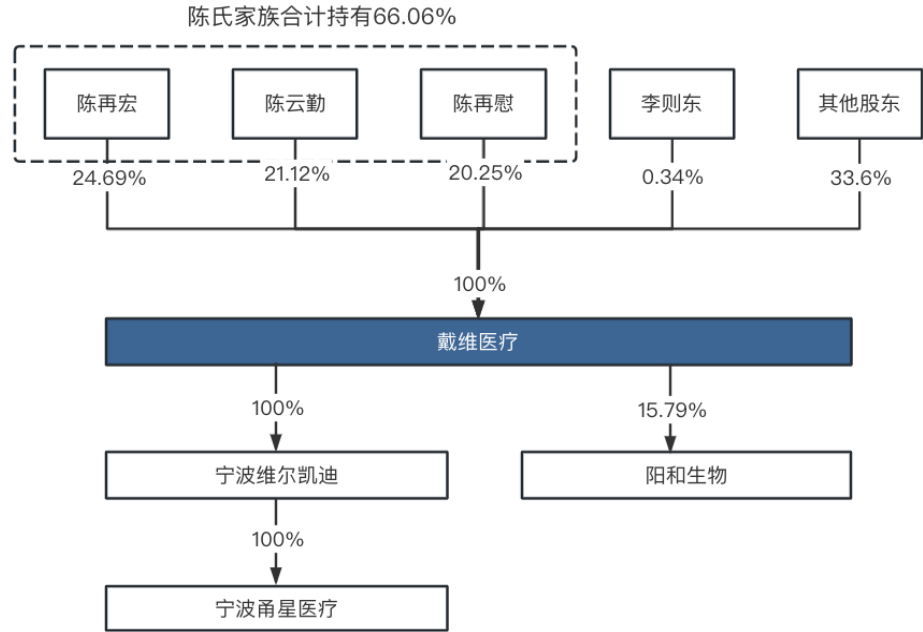 陈氏家族合计持有66.06%
陈再宏
陈云勤
陈再慰
李则东
其他股东
24.69%
21.12%
20.25%
0.34%
33.6%
100%
戴维医疗
100%
15.79%
宁波维尔凯迪
阳和生物
100%
宁波甬星医疗